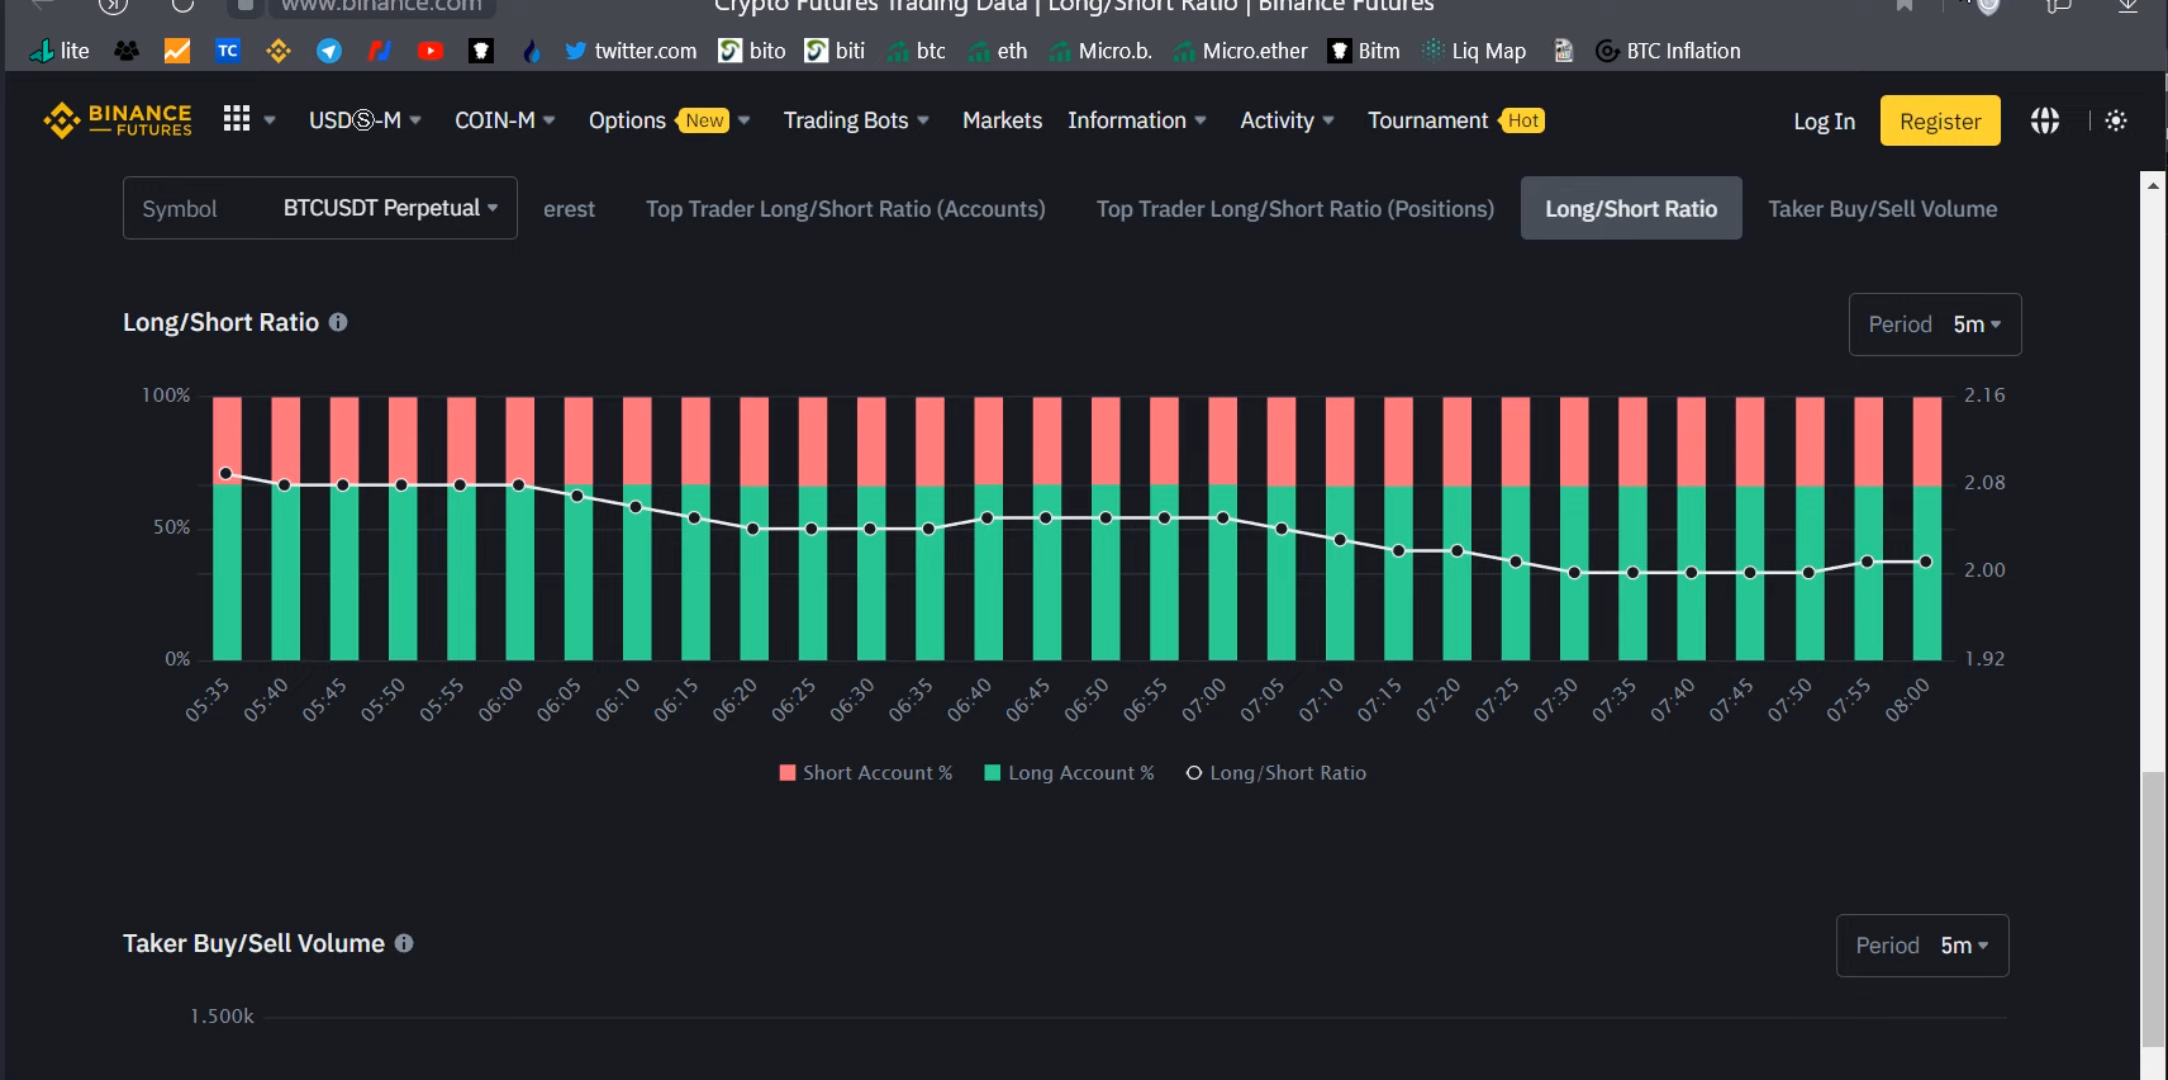 www.binance.com Crypto Futures Trading Data | Long/Short Ratio | Binance Futures
lite TC twitter.com bito biti btc eth Micro.b. Micro.ether Bitm Liq Map BTC Inflation
BINANCE FUTURES USDⓈ-M COIN-M Options New Trading Bots Markets Information Activity Tournament Hot Log In Register
Symbol BTCUSDT Perpetual erest Top Trader Long/Short Ratio (Accounts) Top Trader Long/Short Ratio (Positions) Long/Short Ratio Taker Buy/Sell Volume
Long/Short Ratio Period 5m
100% 2.16
2.08
50%
2.00
0% 1.92
05:35 05:40 05:45 05:50 05:55 06:00 06:05 06:10 06:15 06:20 06:25 06:30 06:35 06:40 06:45 06:50 06:55 07:00 07:05 07:10 07:15 07:20 07:25 07:30 07:35 07:40 07:45 07:50 07:55 08:00
Short Account % Long Account % Long/Short Ratio
Taker Buy/Sell Volume Period 5m
1.500k